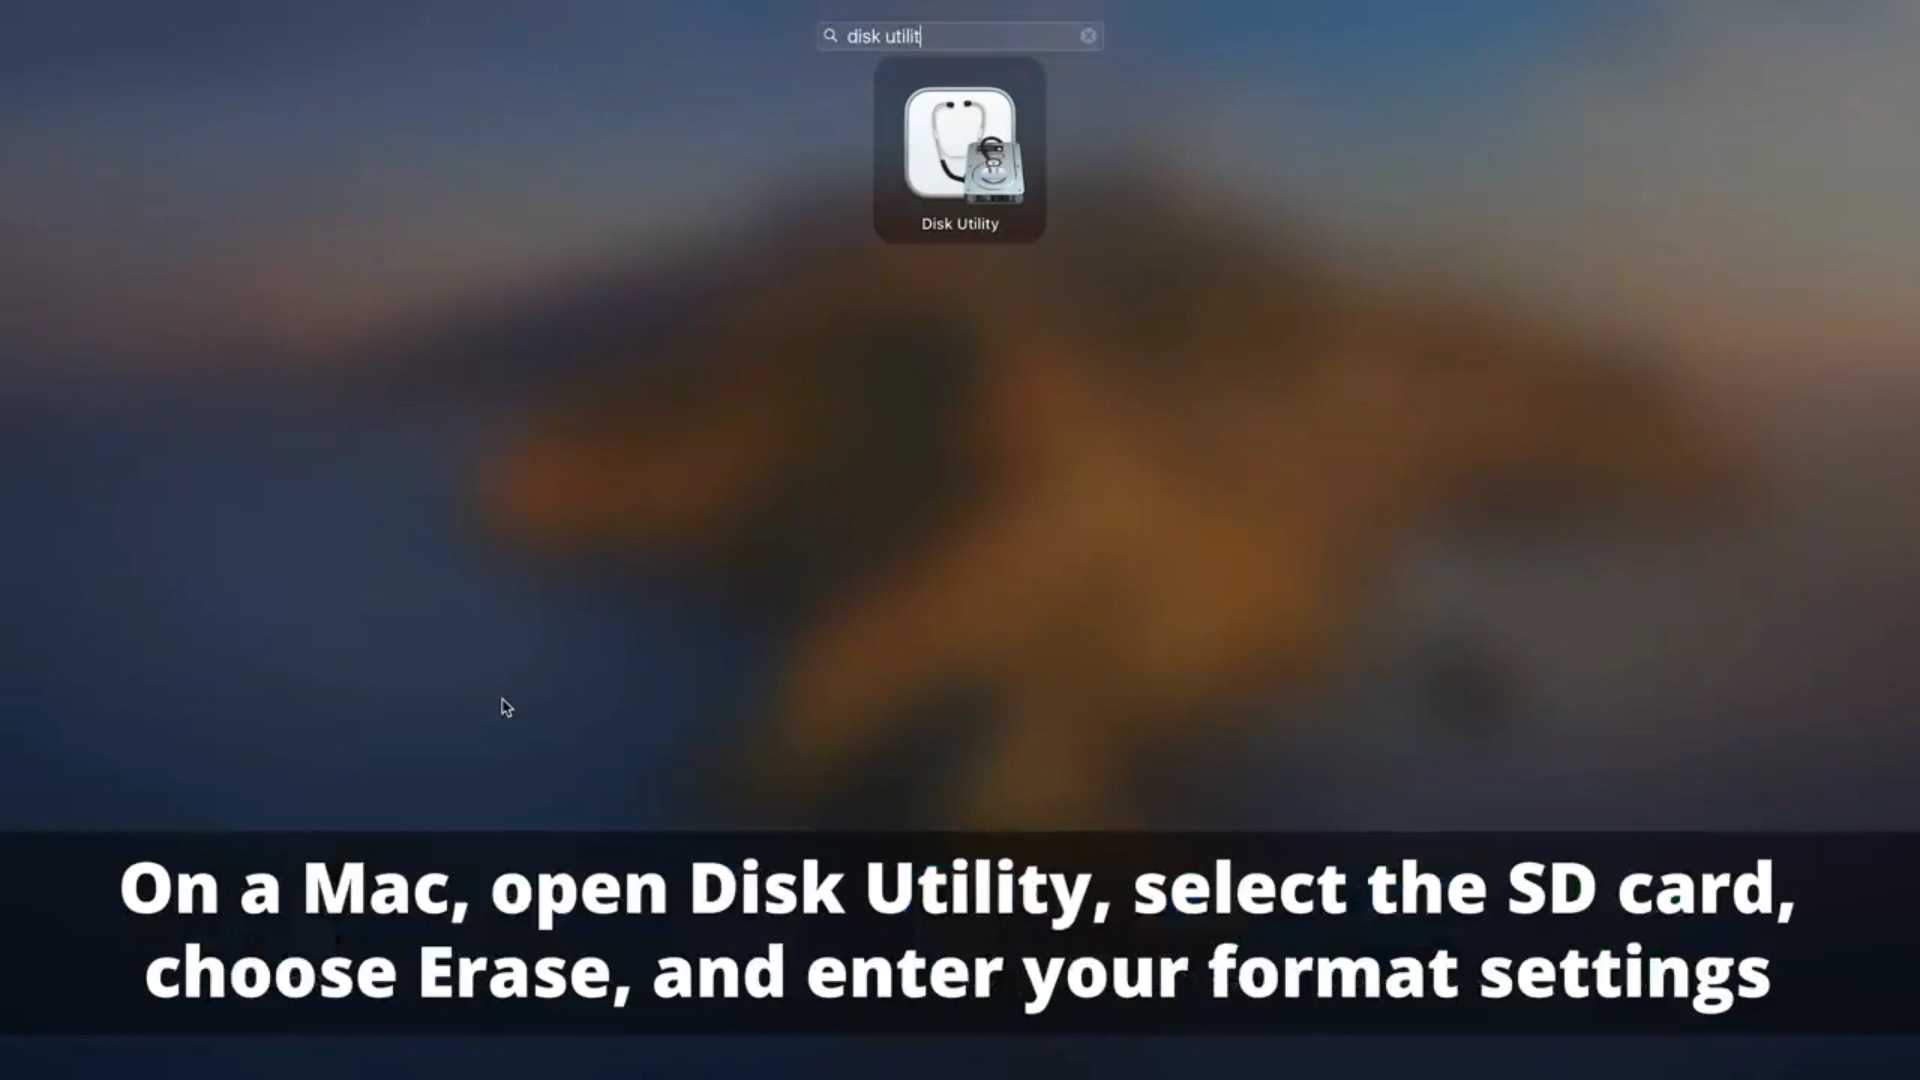 disk utilit
Disk Utility
On a Mac, open Disk Utility, select the SD card,
choose Erase, and enter your format settings